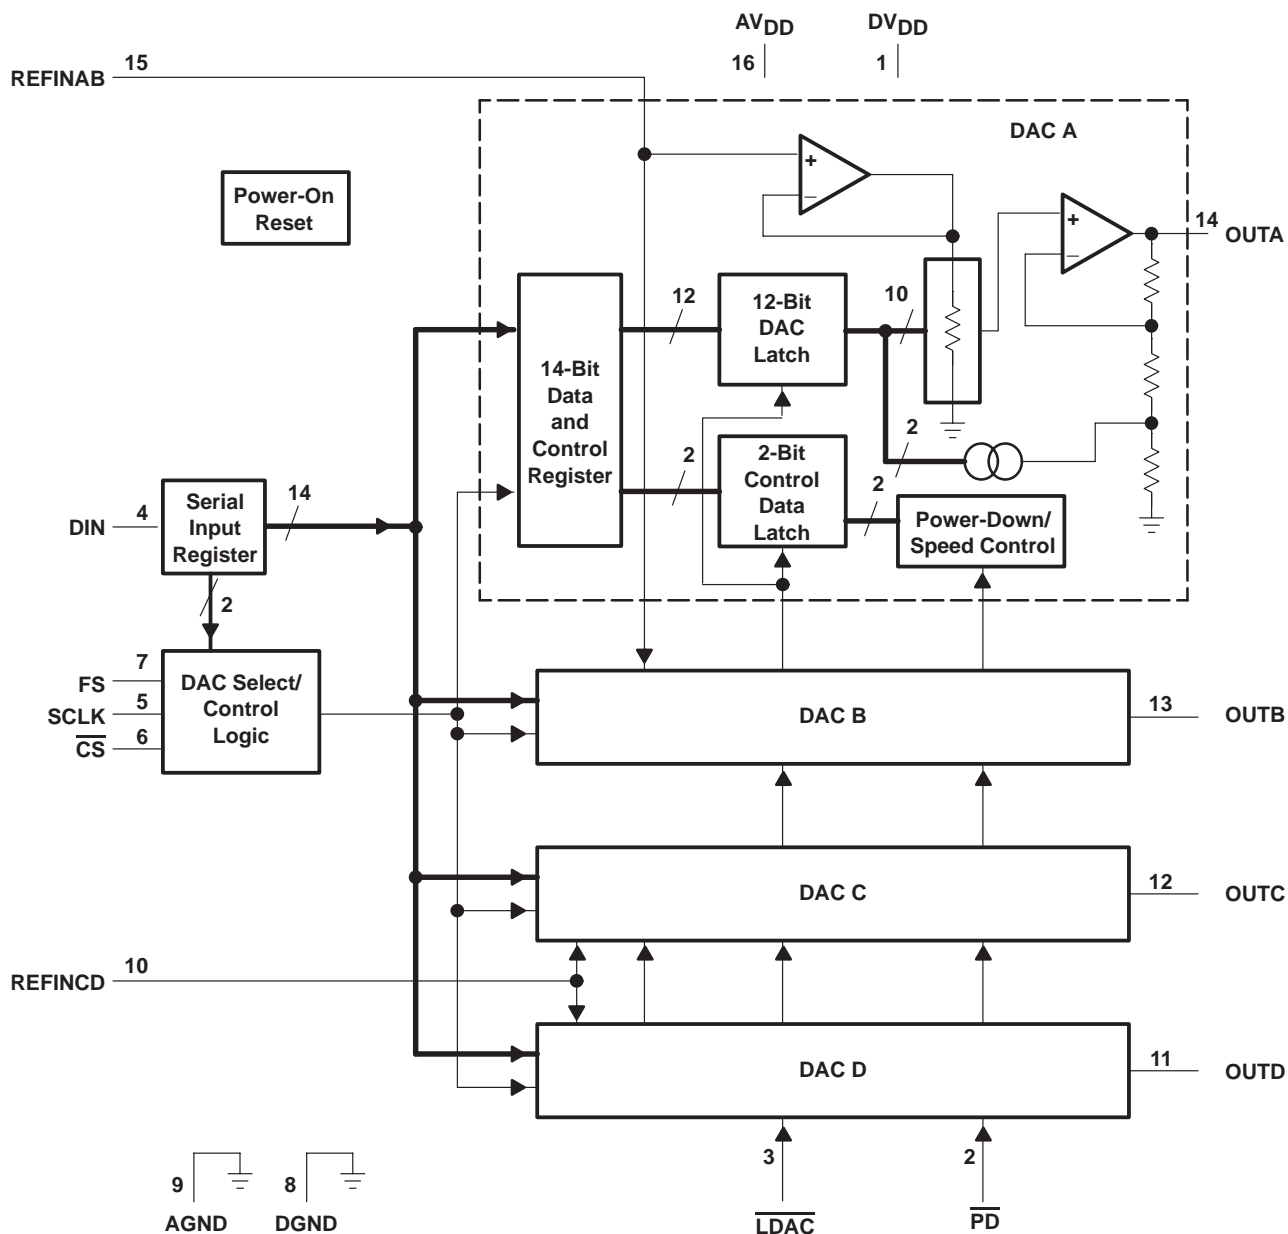 AVDD
DVDD
16
1
REFINAB
15
DAC A
Power-On
Reset
+
−
+
−
14
OUTA
12
12-Bit
DAC
Latch
10
14-Bit
Data
and
Control
Register
2
2-Bit
Control
Data
Latch
2
2
Power-Down/
Speed Control
DIN
4
Serial
Input
Register
14
2
FS
7
SCLK
5
CS
6
DAC Select/
Control
Logic
DAC B
13
OUTB
DAC C
12
OUTC
REFINCD
10
DAC D
11
OUTD
9
AGND
8
DGND
3
LDAC
2
PD